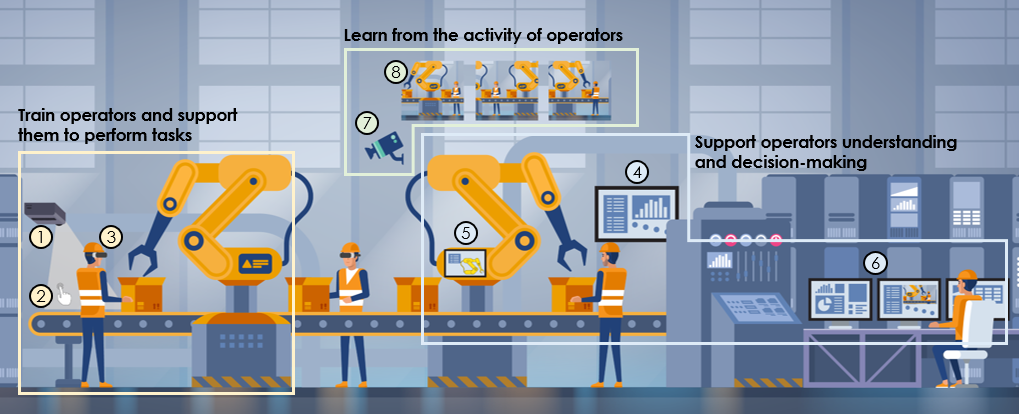 Learn from the activity of operators
8
7
Train operators and support
them to perform tasks
Support operators understanding
and decision-making
4
1
3
5
6
2